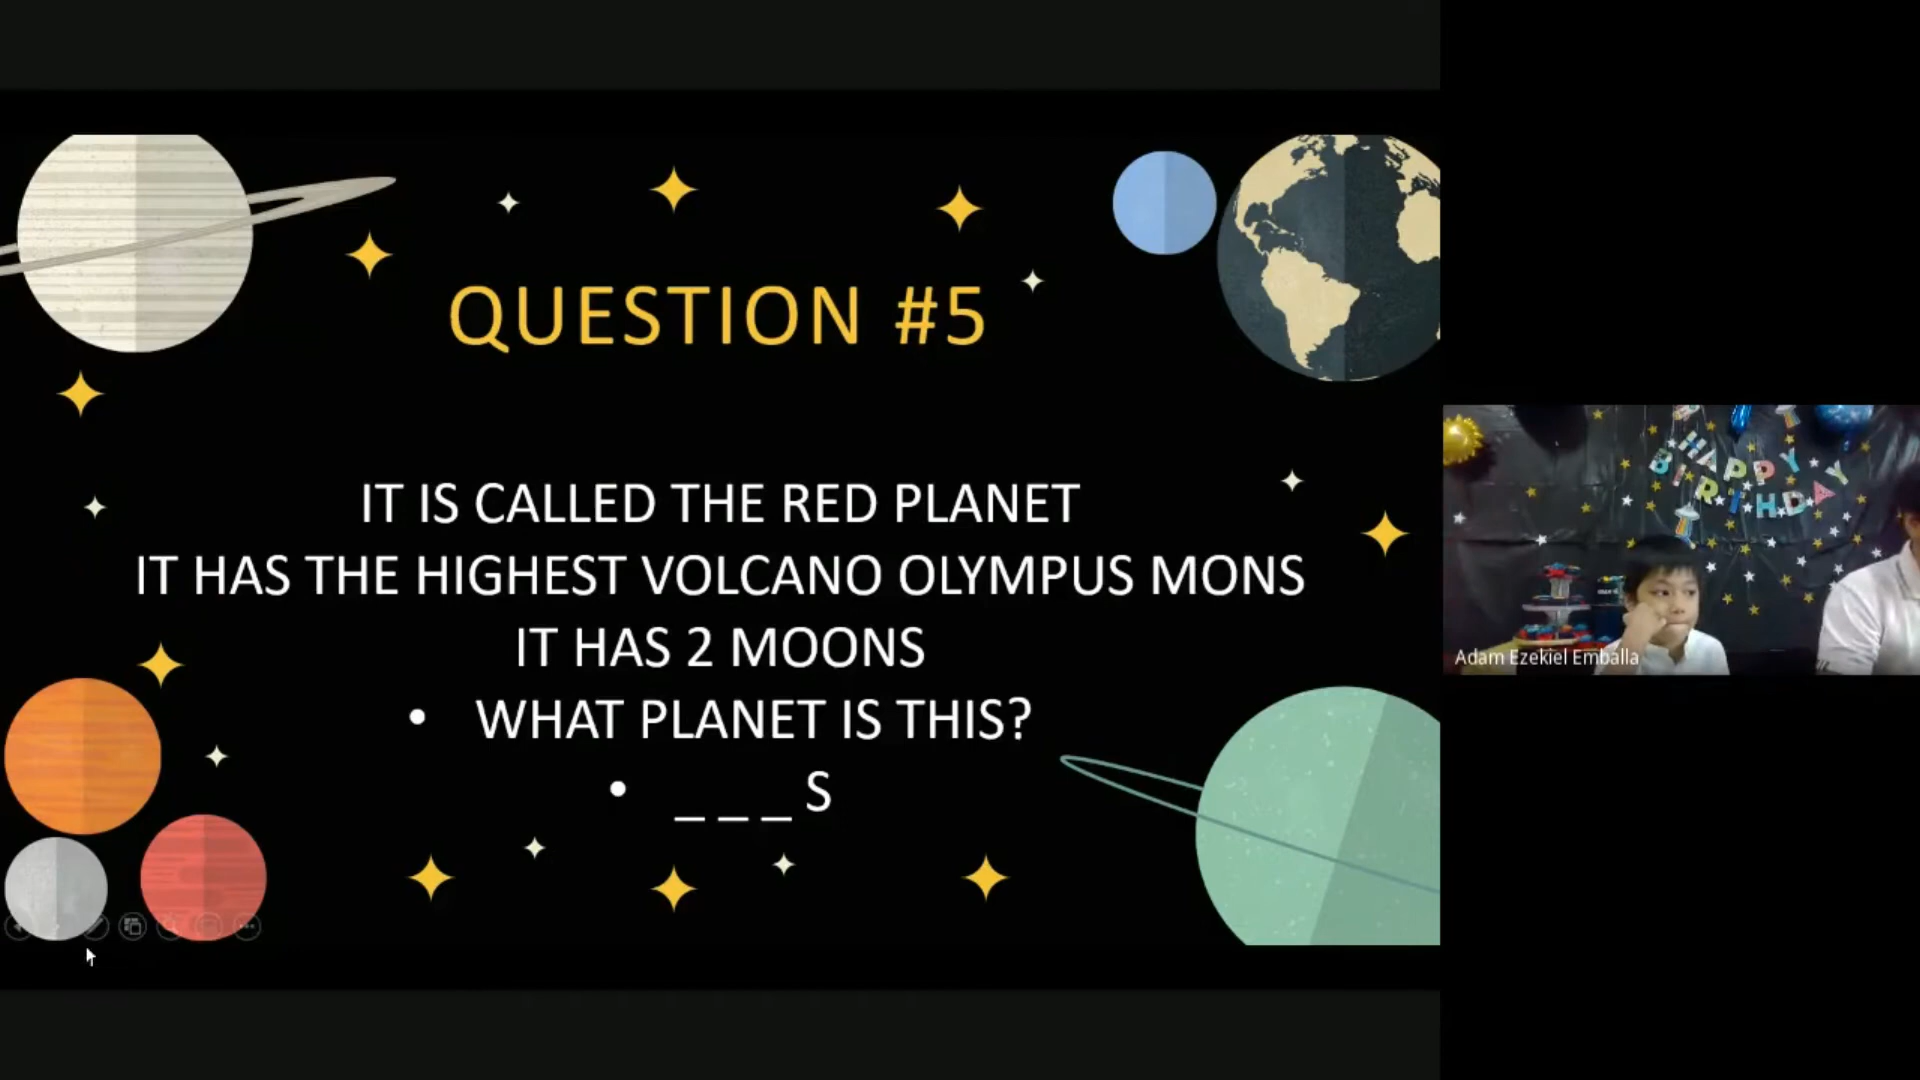 QUESTION #5
IT IS CALLED THE RED PLANET
IT HAS THE HIGHEST VOLCANO OLYMPUS MONS
IT HAS 2 MOONS
• WHAT PLANET IS THIS?
• _ _ _ S
HAPPY
BIRTHDAY
Adam Ezekiel Emballa